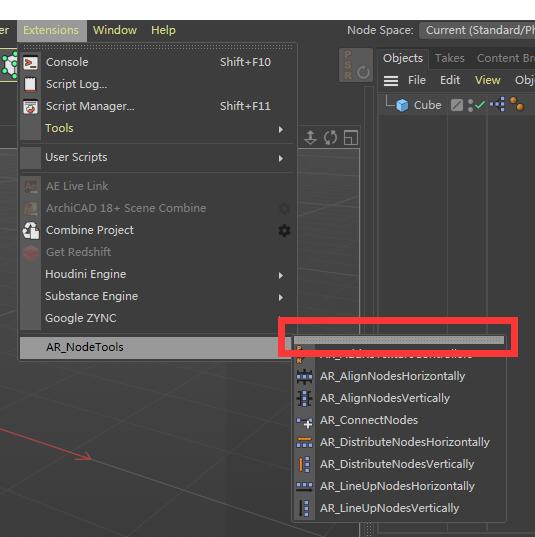 er Extensions Window Help Node Space: Current (Standard/Ph
Objects Takes Content Br
File Edit View Obj
Cube
Console Shift+F10
Script Log...
Script Manager... Shift+F11
Tools
User Scripts
AE Live Link
ArchiCAD 18+ Scene Combine
Combine Project
Get Redshift
Houdini Engine
Substance Engine
Google ZYNC
AR_NodeTools
AR_AlignNodesHorizontally
AR_AlignNodesVertically
AR_ConnectNodes
AR_DistributeNodesHorizontally
AR_DistributeNodesVertically
AR_LineUpNodesHorizontally
AR_LineUpNodesVertically
P
S
R